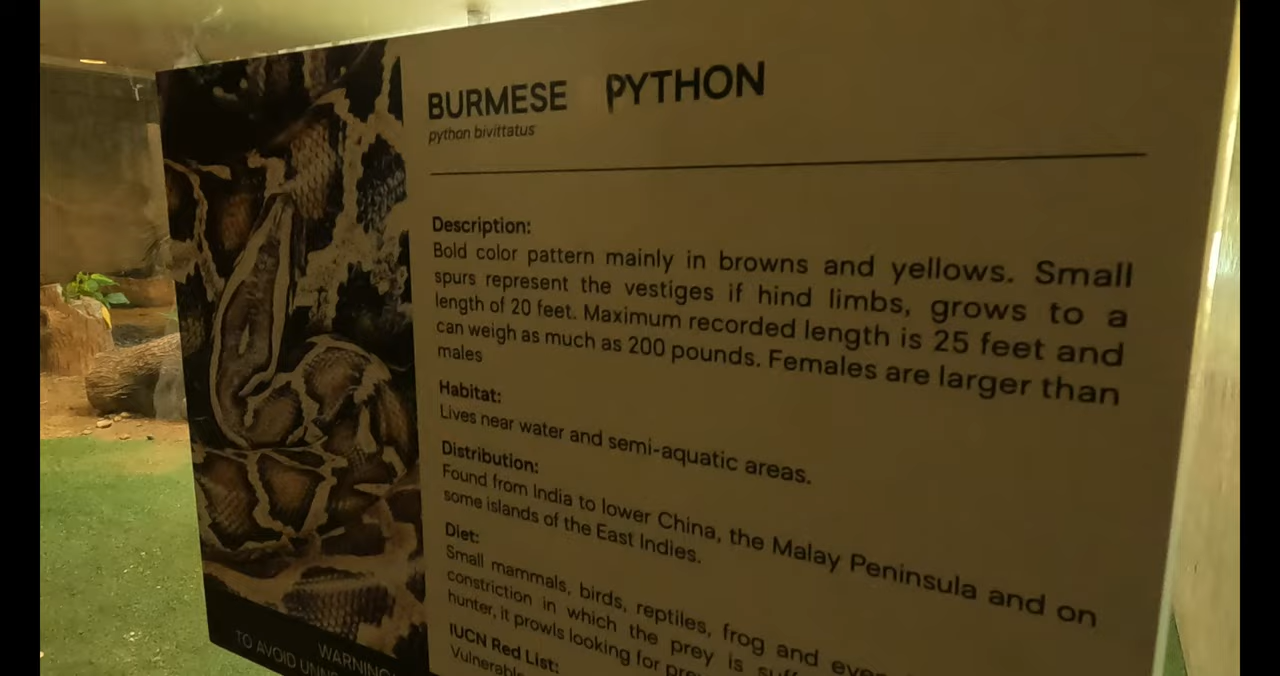 BURMESE PYTHON
python bivittatus
Description:
Bold color pattern mainly in browns and yellows. Small
spurs represent the vestiges if hind limbs, grows to a
length of 20 feet. Maximum recorded length is 25 feet and
can weigh as much as 200 pounds. Females are larger than
males
Habitat:
Lives near water and semi-aquatic areas.
Distribution:
Found from India to lower China, the Malay Peninsula and on
some islands of the East Indies.
Diet:
Small mammals, birds, reptiles, frog and
constriction in which the prey is
hunter, it prowls looking for
IUCN Red List:
WARNING
TO AVOID